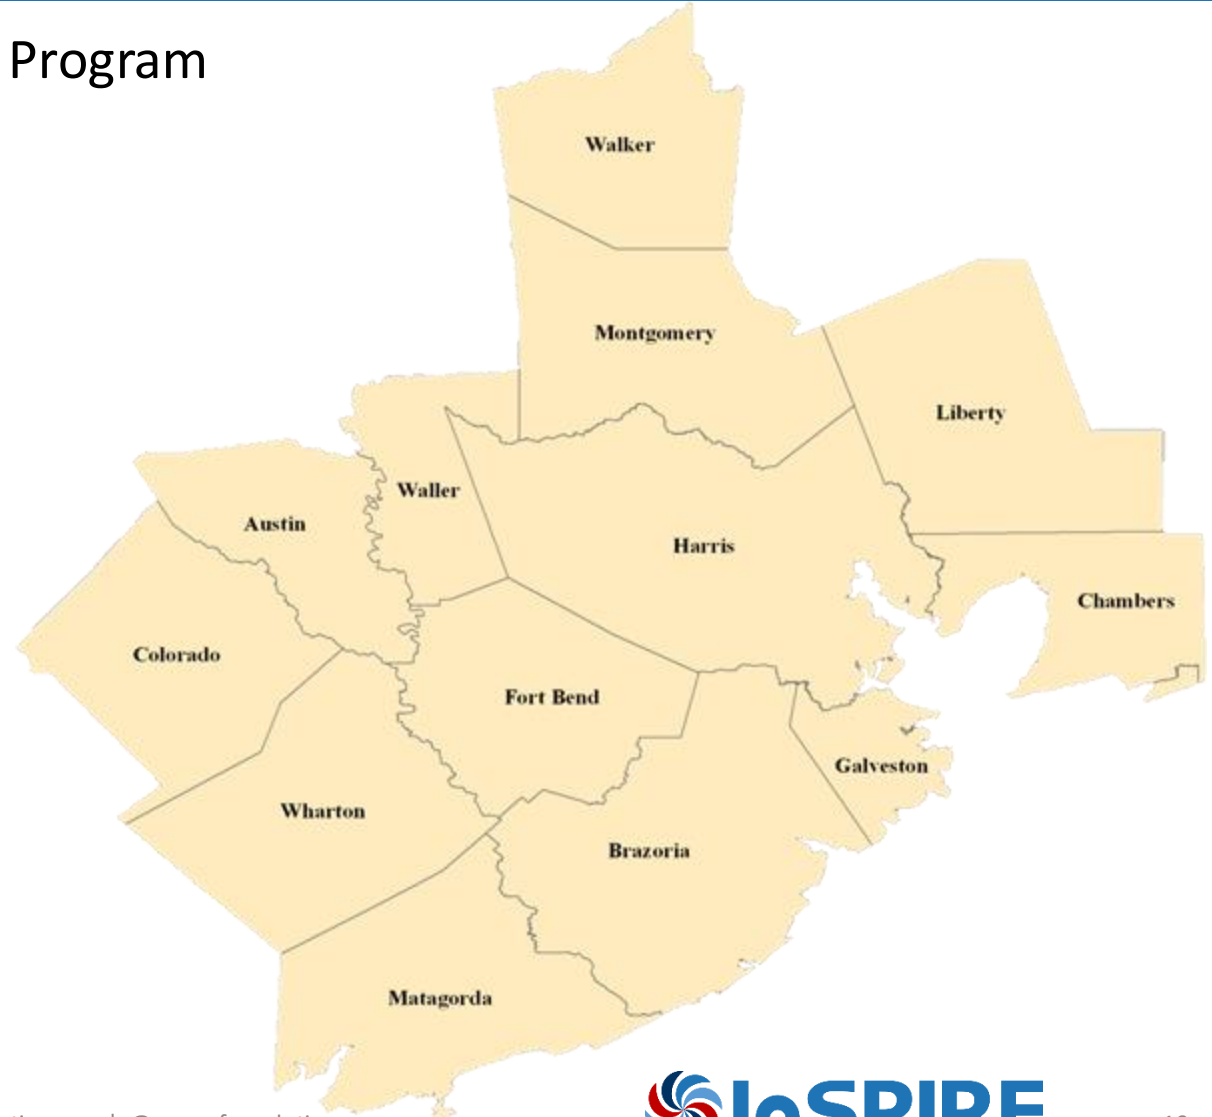 Program
Walker
Montgomery
Liberty
Waller
Austin
Harris
Chambers
Colorado
Fort Bend
Galveston
Wharton
Brazoria
Matagorda